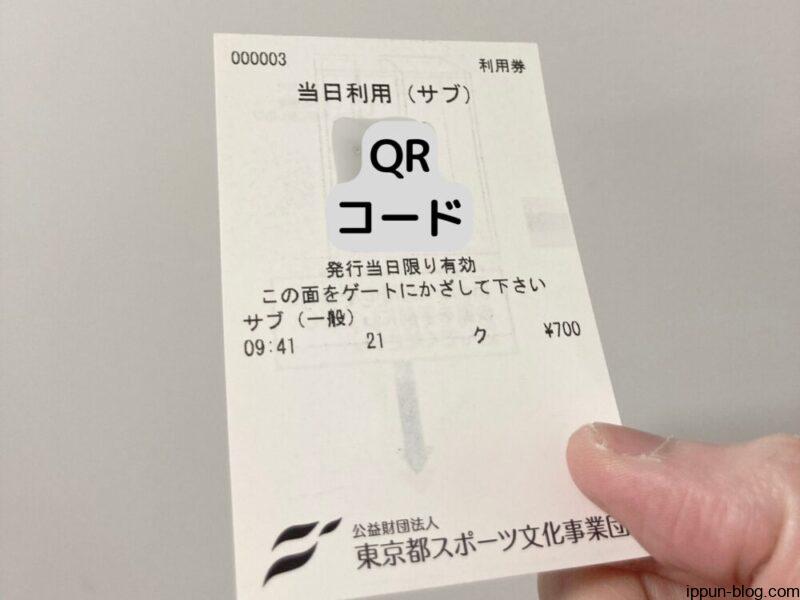 000003 利用券
当日利用（サブ）
QR
コード
発行当日限り有効
この面をゲートにかざして下さい
サブ（一般）
09:41 21 ク ¥700
公益財団法人
東京都スポーツ文化事業団
ippun-blog.com